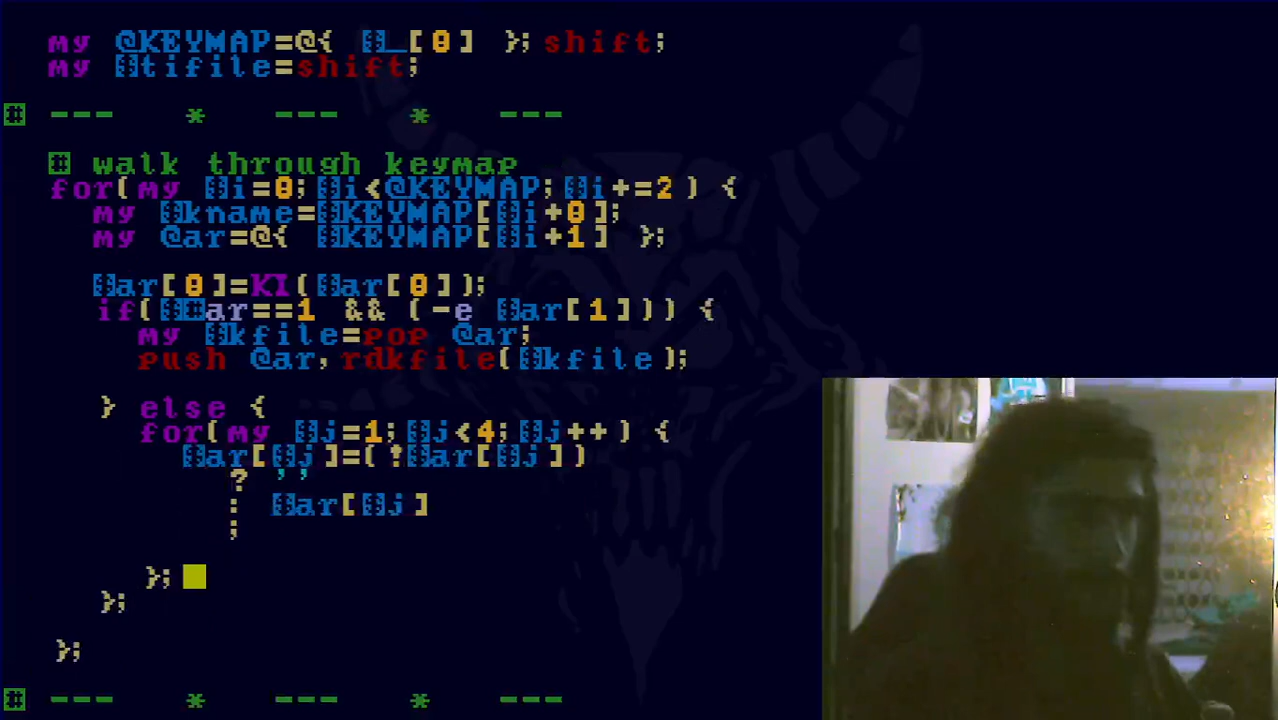 my @KEYMAP=@{ $_[0] }; shift;
my $tifile=shift;
# --- * --- * ---
# walk through keymap
for(my $i=0;$i<@KEYMAP;$i+=2) {
my $kname=$KEYMAP[$i+0];
my @ar=@{ $KEYMAP[$i+1] };
$ar[0]=KI($ar[0]);
if($#ar==1 && (-e $ar[1])) {
my $kfile=pop @ar;
push @ar,rdkfile($kfile);
} else {
for(my $j=1;$j<4;$j++) {
$ar[$j]=(!$ar[$j])
? ''
: $ar[$j]
;
};
};
};
# --- * --- * ---